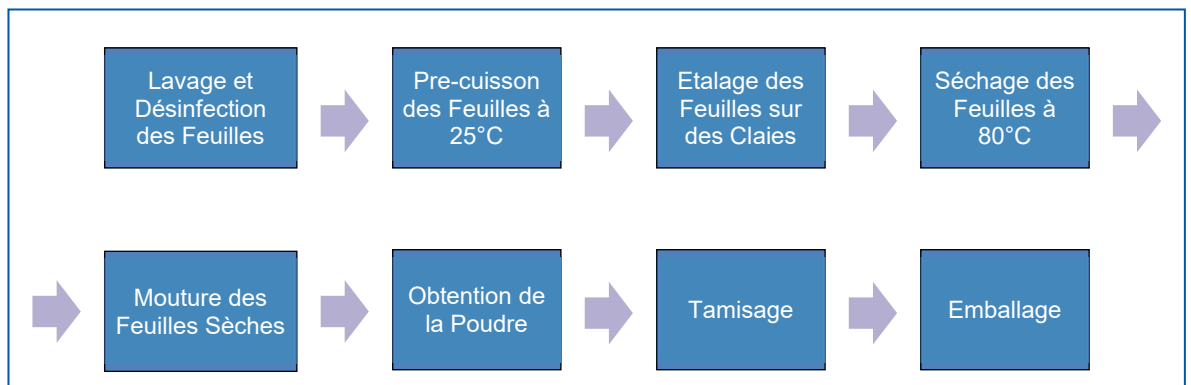 Lavage et
Désinfection
des Feuilles
Pre-cuisson
des Feuilles à
25°C
Etalage des
Feuilles sur
des Claies
Séchage des
Feuilles à
80°C
Mouture des
Feuilles Sèches
Obtention de
la Poudre
Tamisage
Emballage